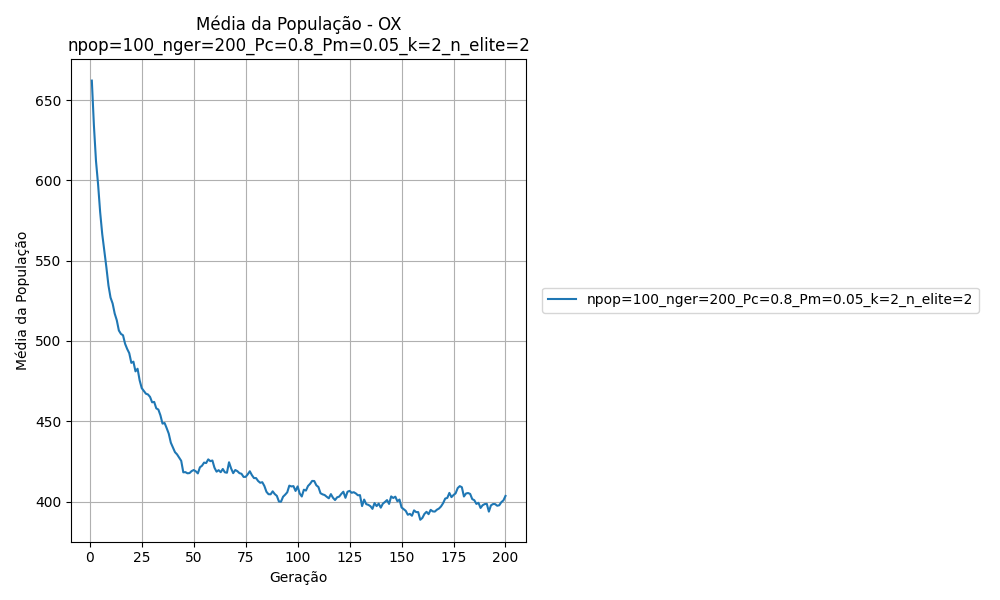 Média da População - OX
npop=100_nger=200_Pc=0.8_Pm=0.05_k=2_n_elite=2
Média da População
650
600
550
500
450
400
0 25 50 75 100 125 150 175 200
Geração
npop=100_nger=200_Pc=0.8_Pm=0.05_k=2_n_elite=2